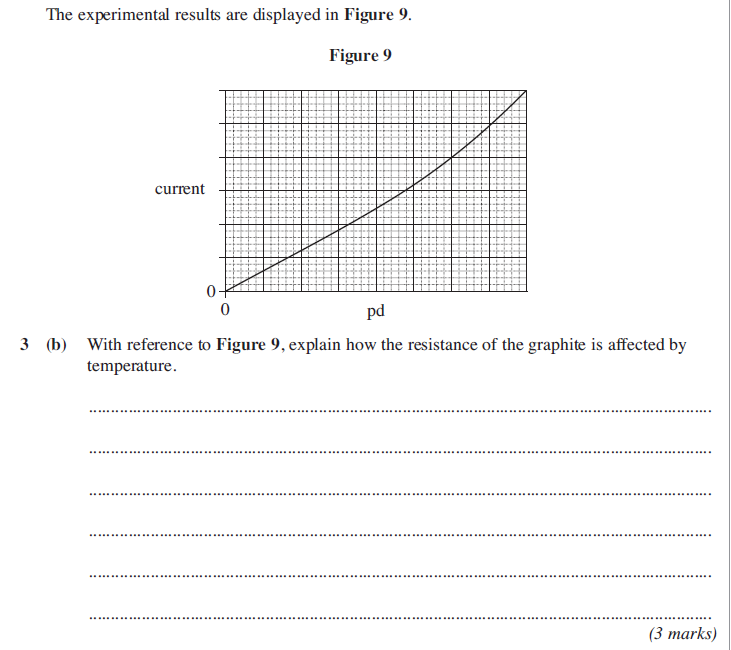 The experimental results are displayed in Figure 9.
Figure 9
current
0
0
pd
3 (b) With reference to Figure 9, explain how the resistance of the graphite is affected by
temperature.
(3 marks)